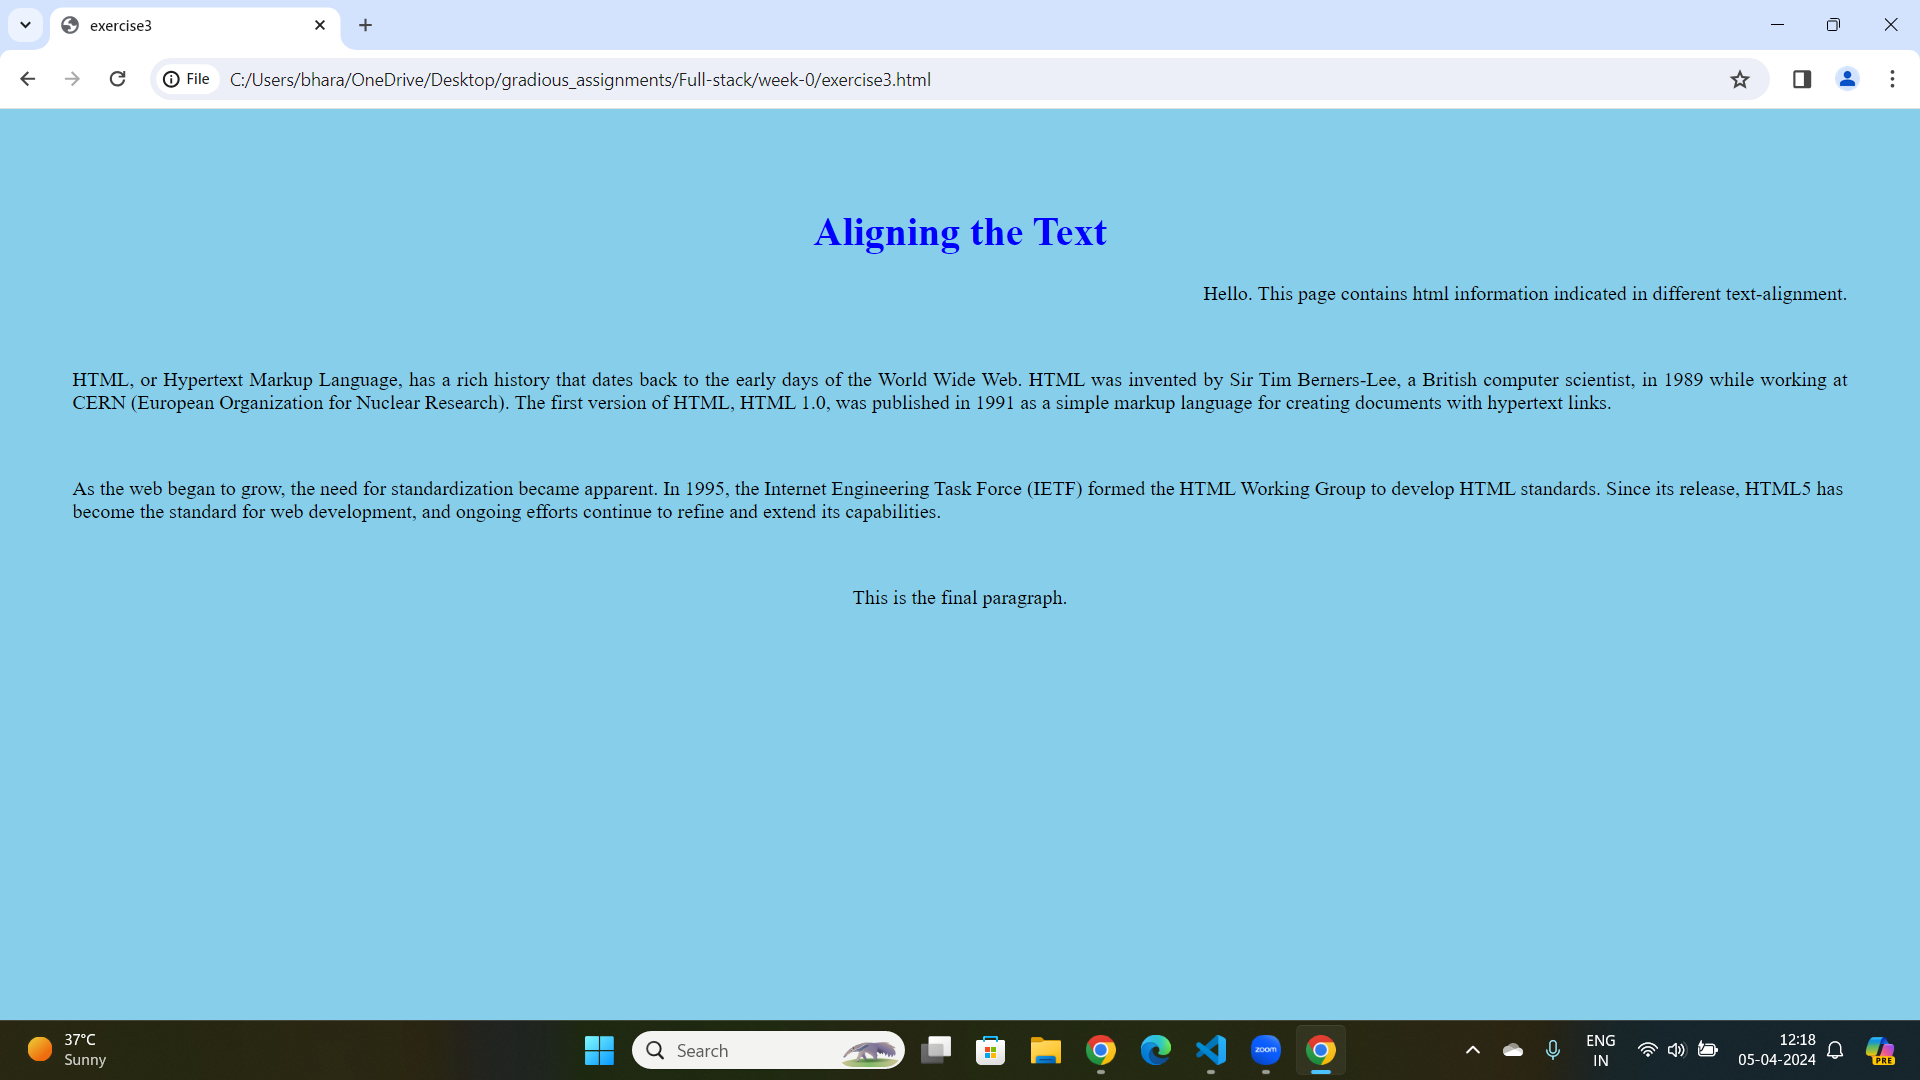 exercise3
File C:/Users/bhara/OneDrive/Desktop/gradious_assignments/Full-stack/week-0/exercise3.html
Aligning the Text
Hello. This page contains html information indicated in different text-alignment.
HTML, or Hypertext Markup Language, has a rich history that dates back to the early days of the World Wide Web. HTML was invented by Sir Tim Berners-Lee, a British computer scientist, in 1989 while working at
CERN (European Organization for Nuclear Research). The first version of HTML, HTML 1.0, was published in 1991 as a simple markup language for creating documents with hypertext links.
As the web began to grow, the need for standardization became apparent. In 1995, the Internet Engineering Task Force (IETF) formed the HTML Working Group to develop HTML standards. Since its release, HTML5 has
become the standard for web development, and ongoing efforts continue to refine and extend its capabilities.
This is the final paragraph.
37°C
Sunny
Search
zoom
ENG
IN
12:18
05-04-2024
PRE